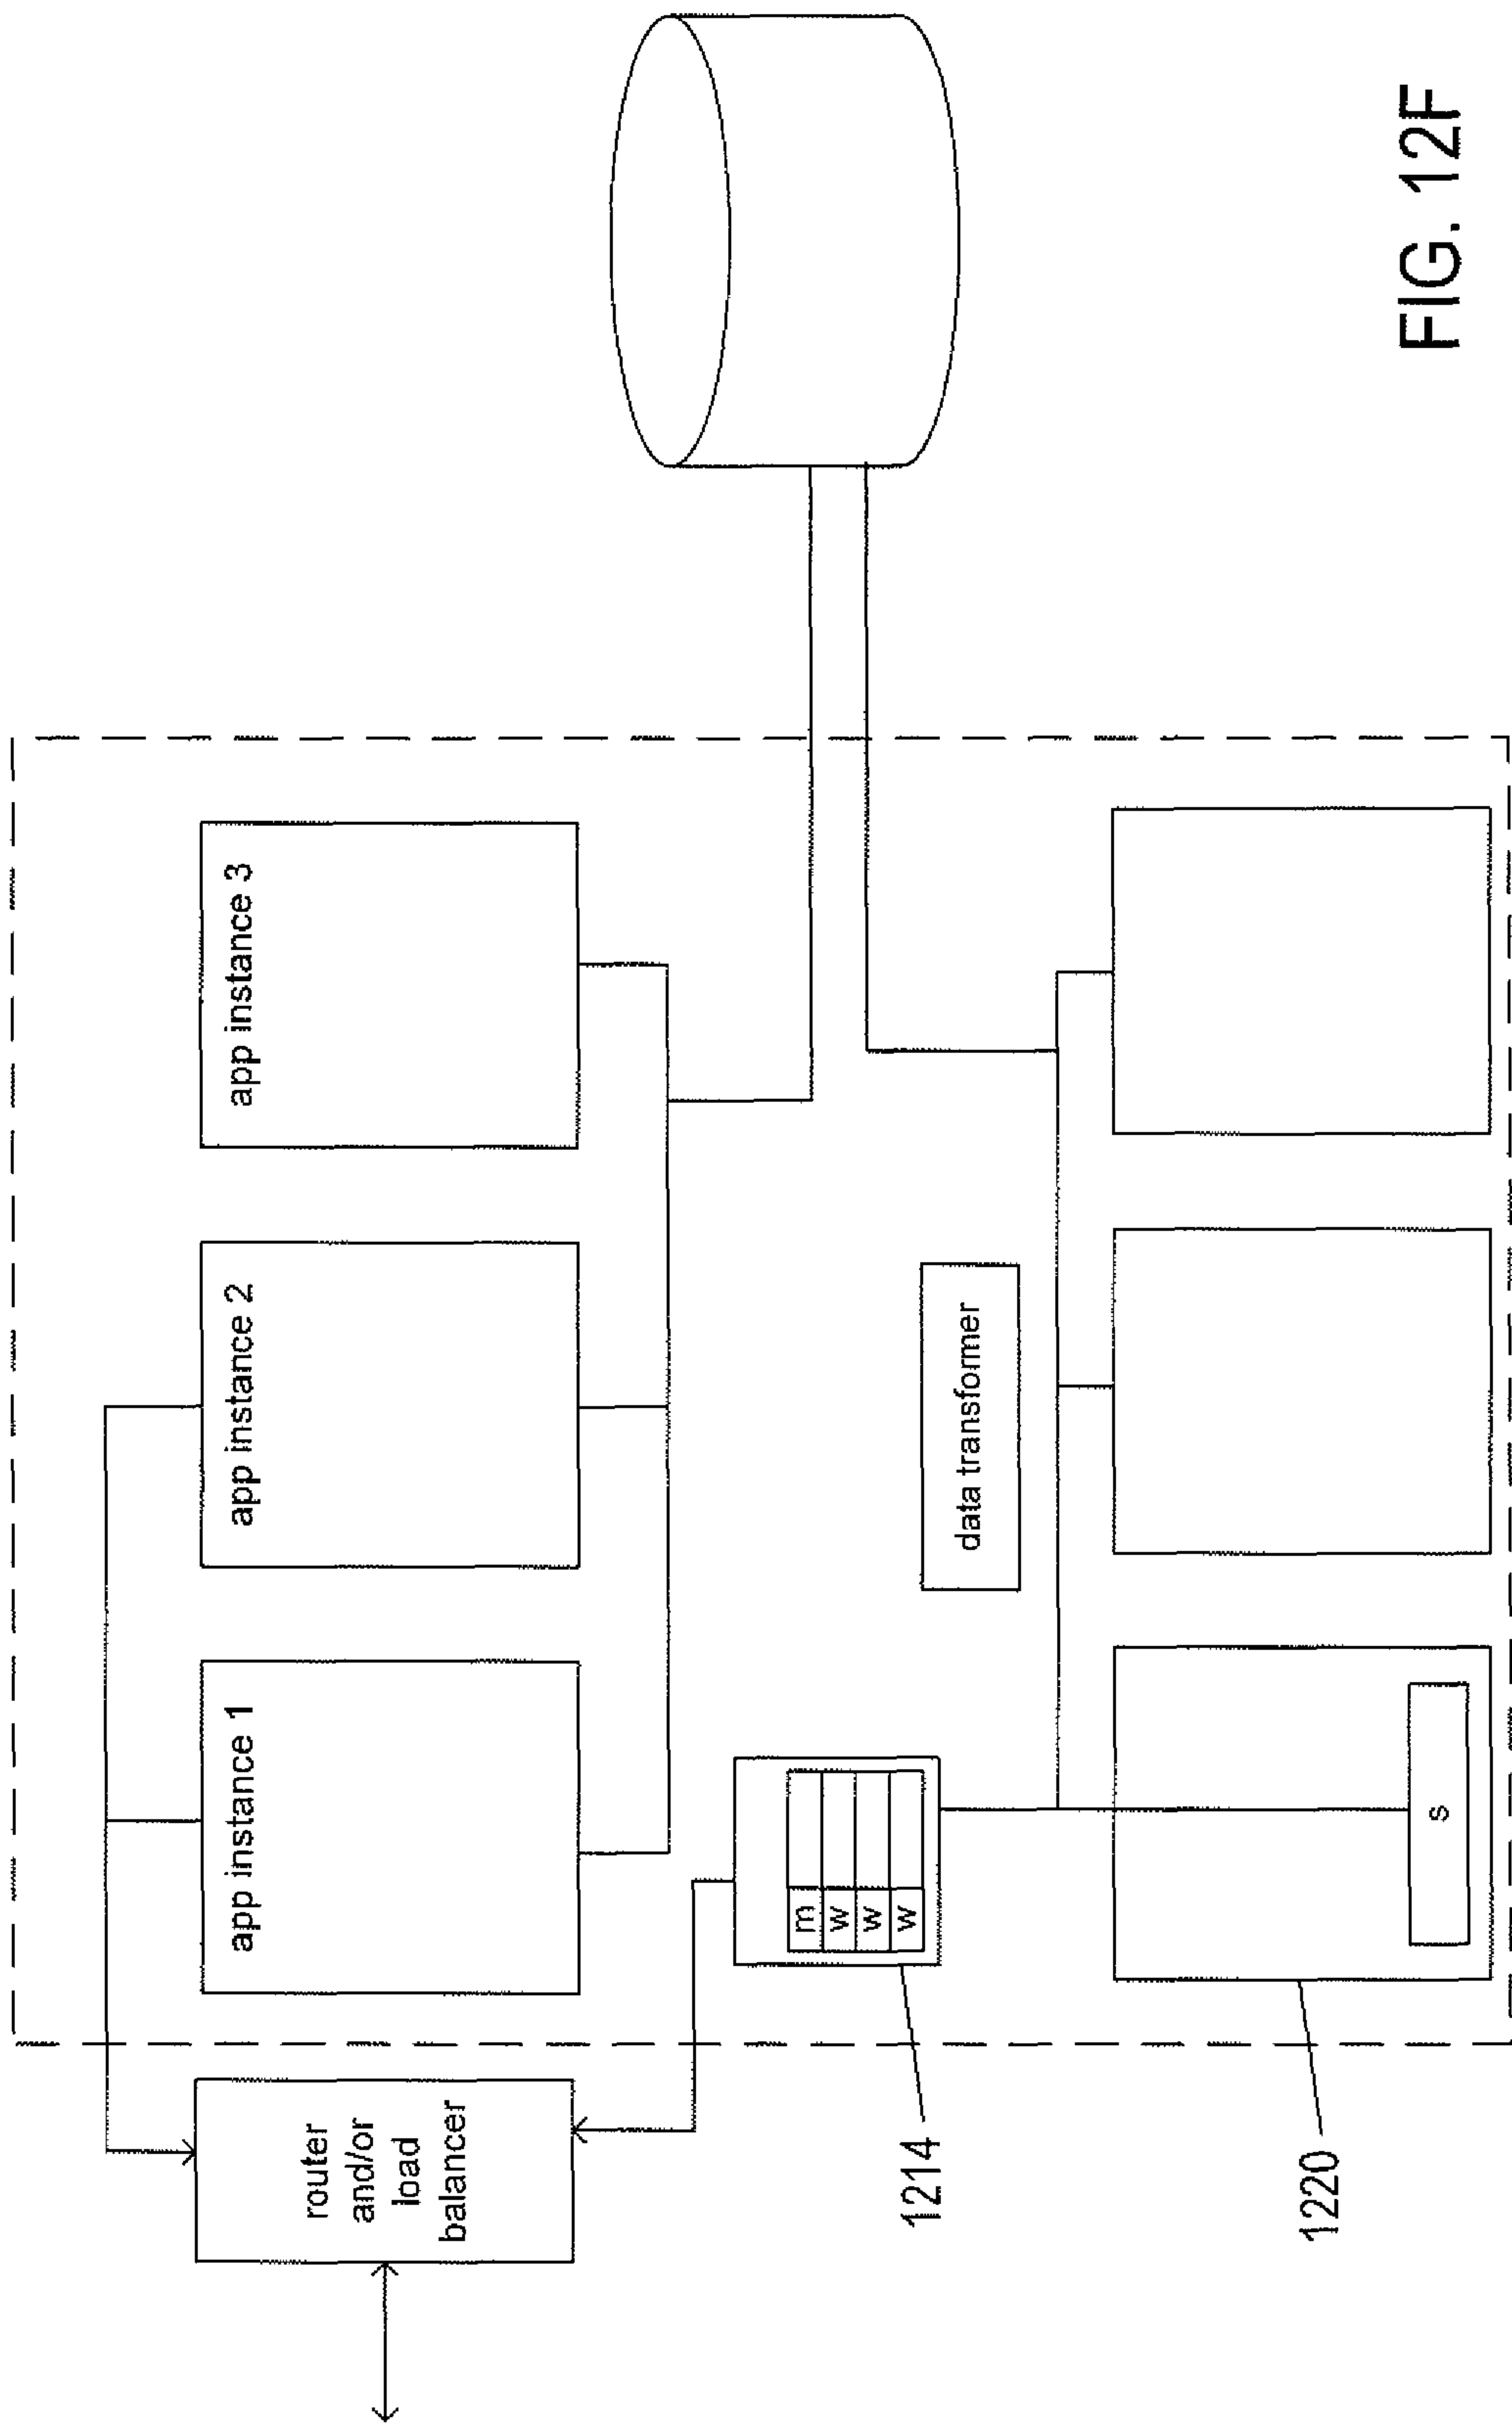 router
and/or
load
balancer
app instance 1
app instance 2
app instance 3
1214
m
w
w
w
data transformer
1220
s
FIG. 12F